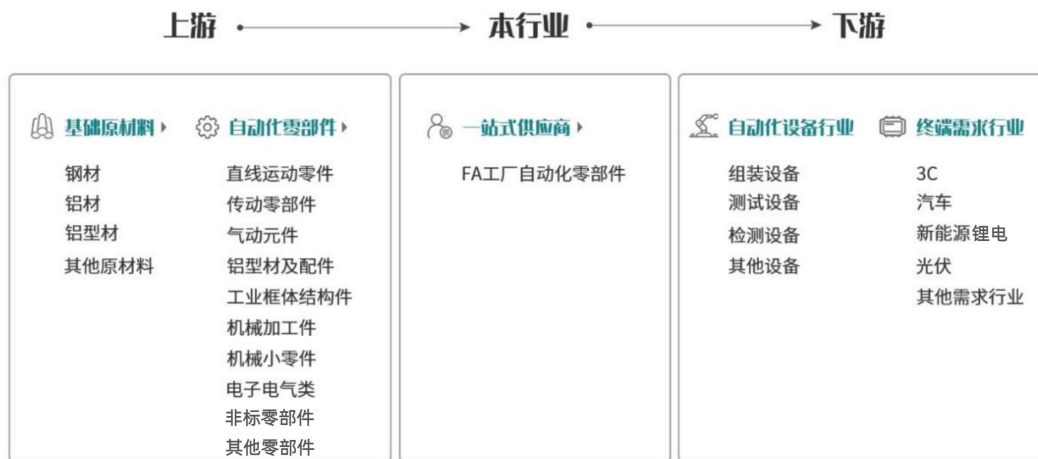 上游
本行业
下游
基础原材料
钢材
铝材
铝型材
其他原材料
自动化零部件
直线运动零件
传动零部件
气动元件
铝型材及配件
工业框体结构件
机械加工件
机械小零件
电子电气类
非标零部件
其他零部件
一站式供应商
FA工厂自动化零部件
自动化设备行业
组装设备
测试设备
检测设备
其他设备
终端需求行业
3C
汽车
新能源锂电
光伏
其他需求行业